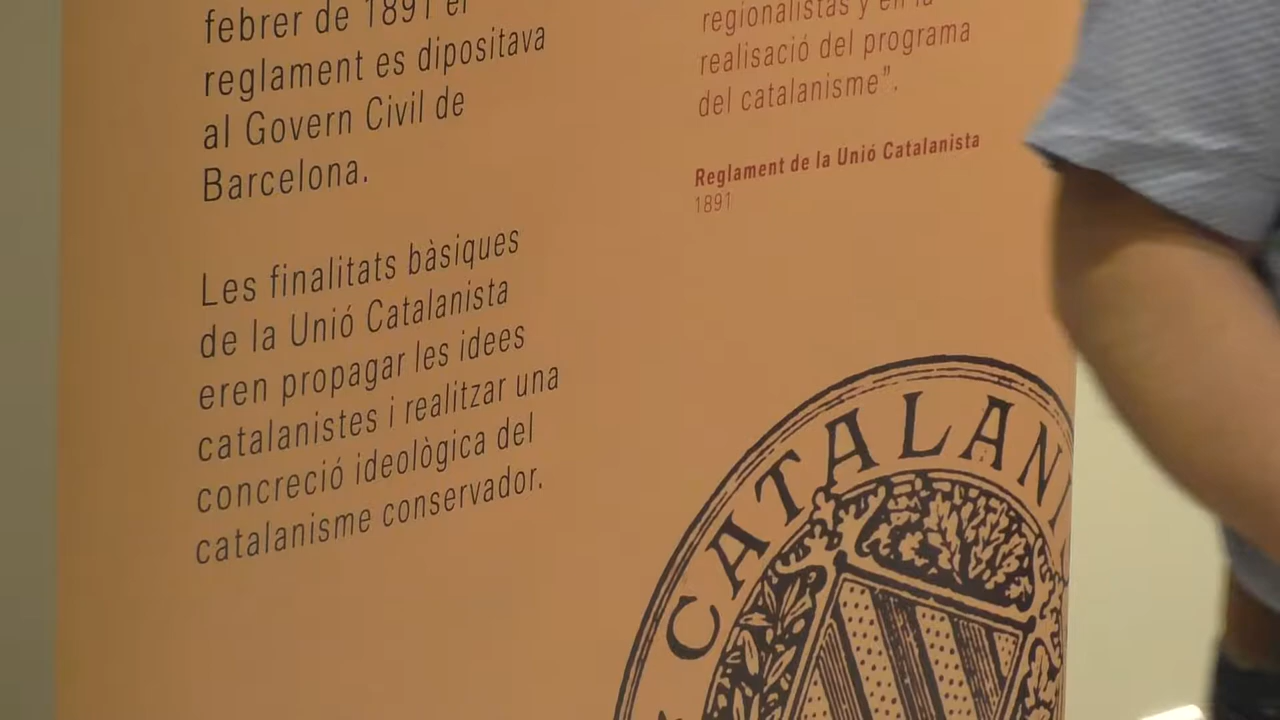 febrer de 1891 el
reglament es dipositava
al Govern Civil de
Barcelona.
Les finalitats bàsiques
de la Unió Catalanista
eren propagar les idees
catalanistes i realitzar una
concreció ideològica del
catalanisme conservador.
regionalistas y en la
realisació del programa
del catalanisme”.
Reglament de la Unió Catalanista
1891
CATALANI